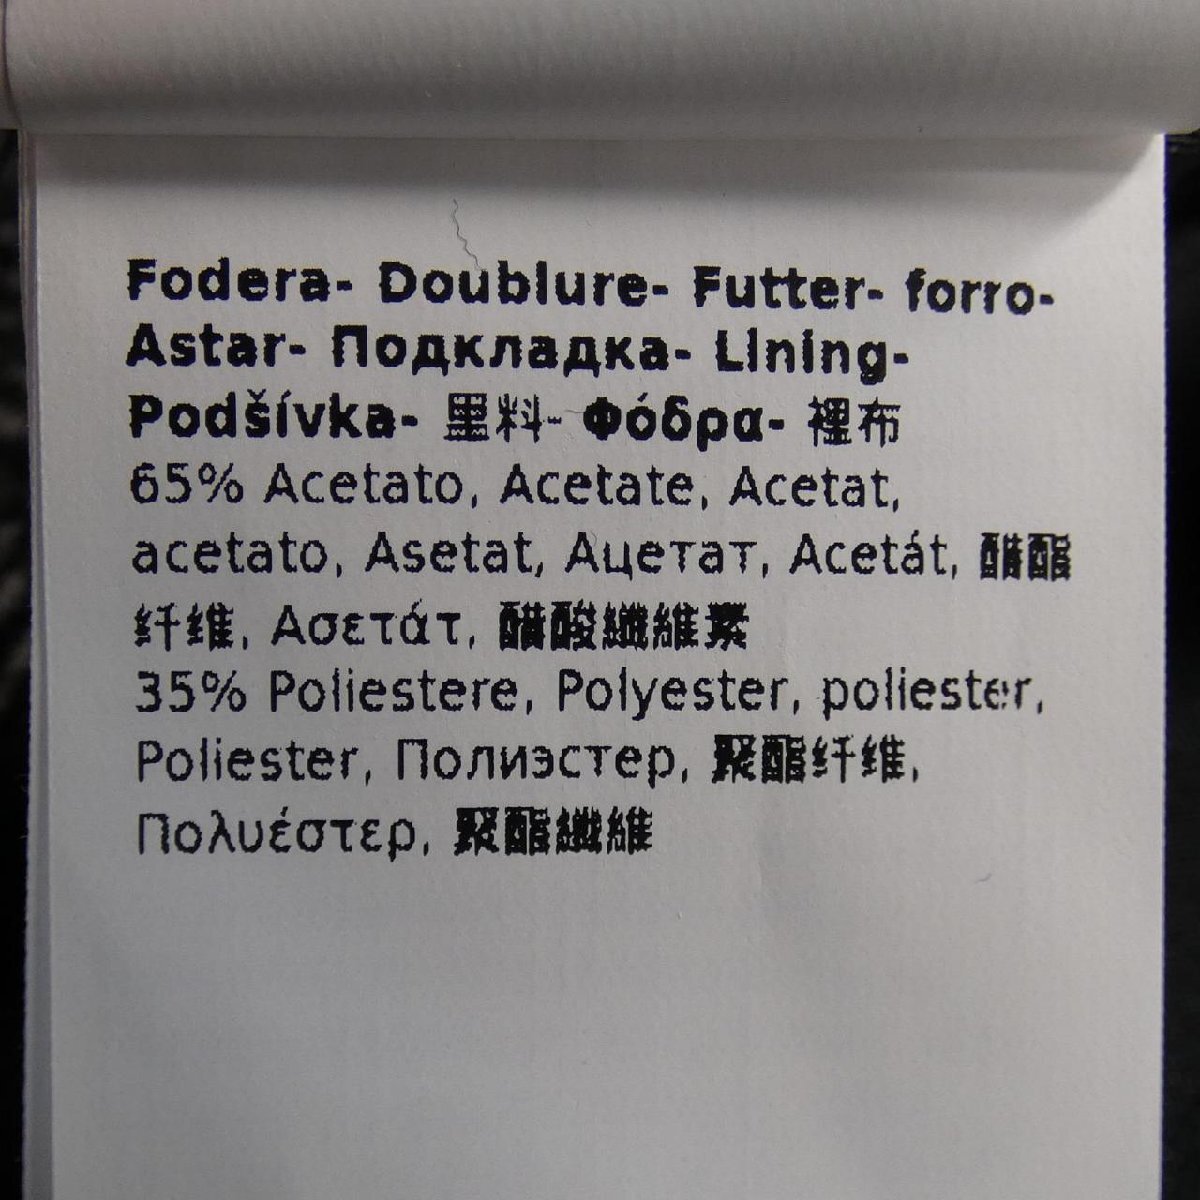 Fodera- Doublure- Futter- forro-
Astar- Подкладка- Lining-
Podšívka- 里料- Φόδρα- 裡布
65% Acetato, Acetate, Acetat,
acetato, Asetat, Ацетат, Acetát, 醋酯
纤维, Ασετάτ, 醋酸纖維素
35% Poliestere, Polyester, poliester,
Poliester, Полиэстер, 聚酯纤维,
Πολυέστερ, 聚酯纖維